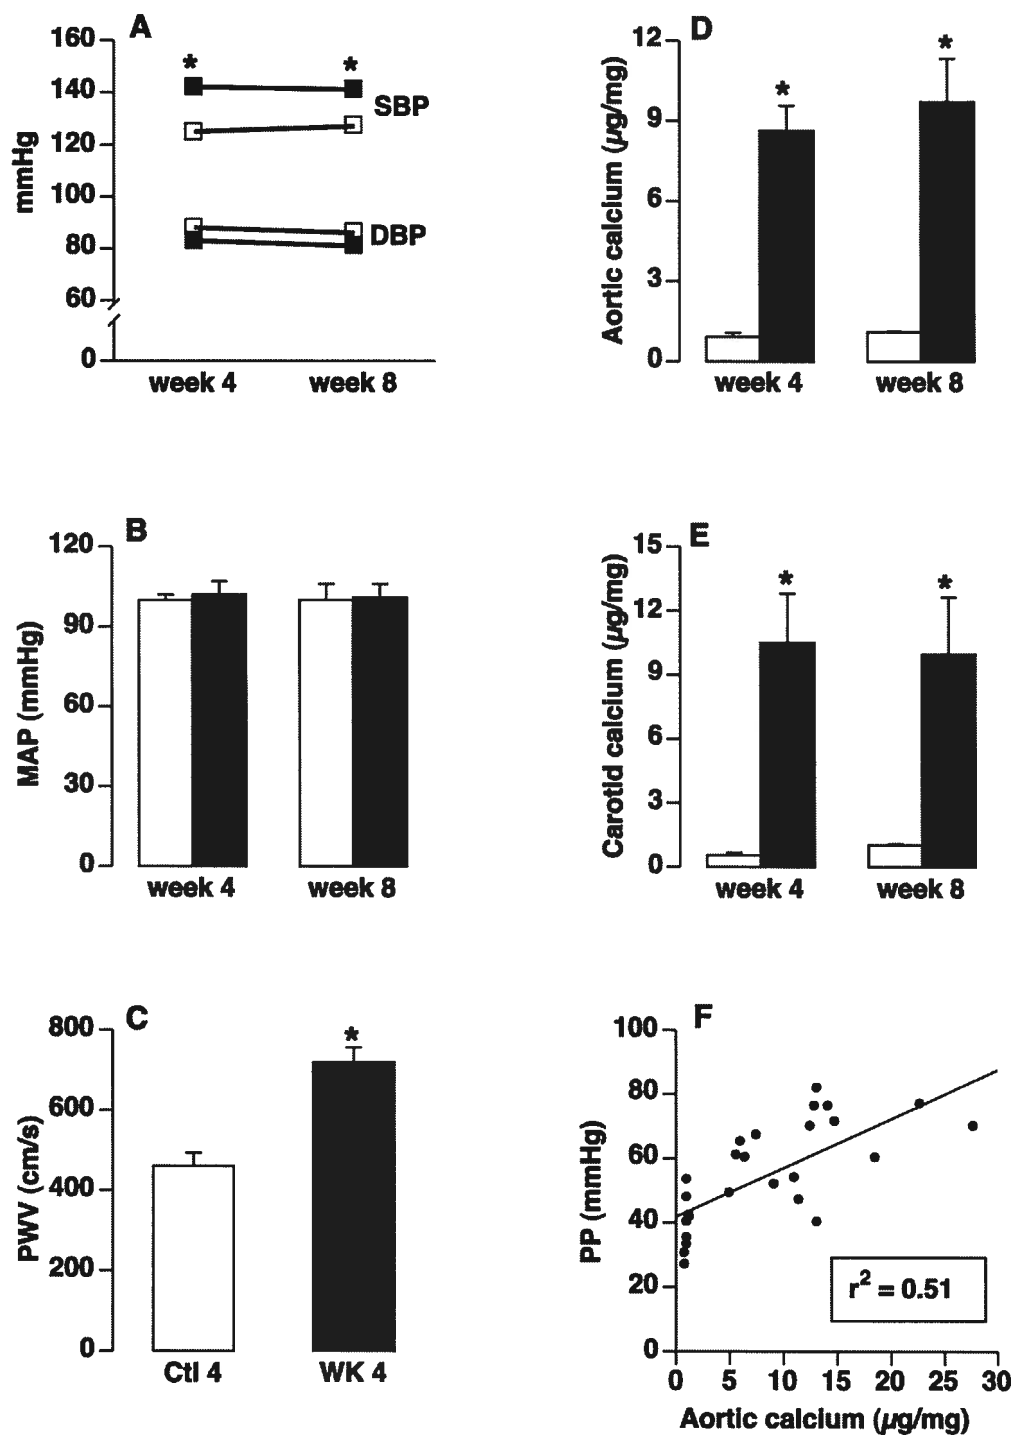 A
160
140
120
100
80
60
0
mmHg
*
*
SBP
DBP
week 4
week 8
D
12
9
6
3
0
Aortic calcium (µg/mg)
*
*
week 4
week 8
B
120
90
60
30
0
MAP (mmHg)
week 4
week 8
E
15
12
9
6
3
0
Carotid calcium (µg/mg)
*
*
week 4
week 8
C
800
600
400
200
0
PWV (cm/s)
*
Ctl 4
WK 4
F
100
80
60
40
20
0
PP (mmHg)
r² = 0.51
0 5 10 15 20 25 30
Aortic calcium (µg/mg)